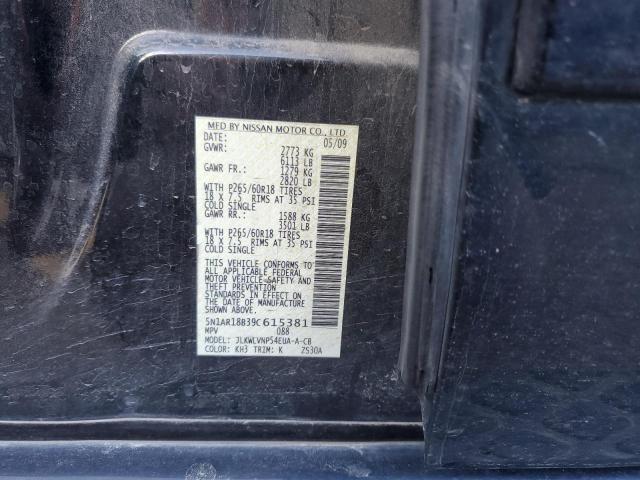 MFD BY NISSAN MOTOR CO., LTD.
DATE: 05/09
GVWR: 2773 KG
6113 LB
GAWR FR.: 1279 KG
2820 LB
WITH P265/60R18 TIRES
18 X 7.5 RIMS AT 35 PSI
COLD SINGLE
GAWR RR.: 1588 KG
3501 LB
WITH P265/60R18 TIRES
18 X 7.5 RIMS AT 35 PSI
COLD SINGLE
THIS VEHICLE CONFORMS TO
ALL APPLICABLE FEDERAL
MOTOR VEHICLE SAFETY AND
THEFT PREVENTION
STANDARDS IN EFFECT ON
THE DATE OF MANUFACTURE
SHOWN ABOVE.
5N1AR18B39C615381
MPV 088
MODEL: JLKWLVNP54EUA-A-CB
COLOR: KH3 TRIM: K ZS30A